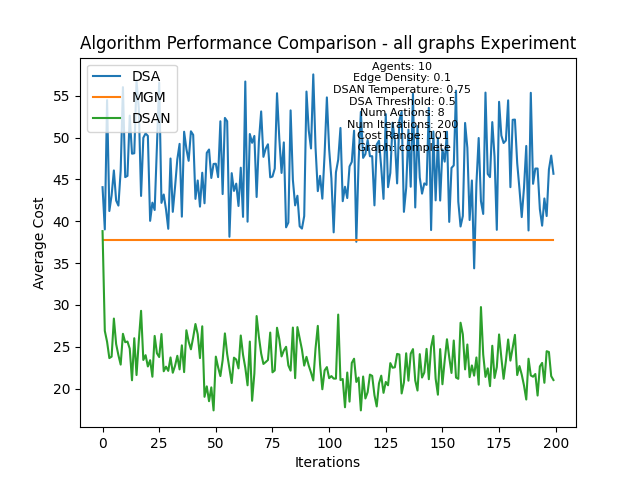 Algorithm Performance Comparison - all graphs Experiment
DSA
MGM
DSAN
Agents: 10
Edge Density: 0.1
DSAN Temperature: 0.75
DSA Threshold: 0.5
Num Actions: 8
Num Iterations: 200
Cost Range: 101
Graph: complete
Average Cost
55
50
45
40
35
30
25
20
0 25 50 75 100 125 150 175 200
Iterations